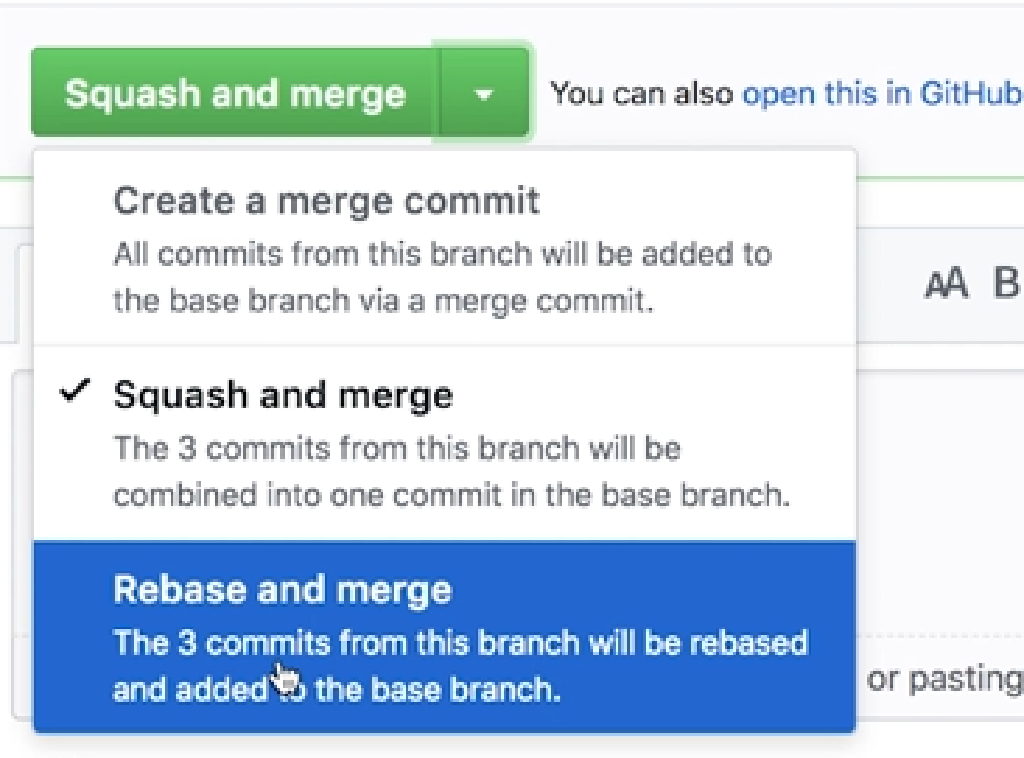 Squash and merge
You can also open this in GitHub
Create a merge commit
All commits from this branch will be added to
the base branch via a merge commit.
AA B
Squash and merge
The 3 commits from this branch will be
combined into one commit in the base branch.
Rebase and merge
The 3 commits from this branch will be rebased
and added to the base branch.
or pasting